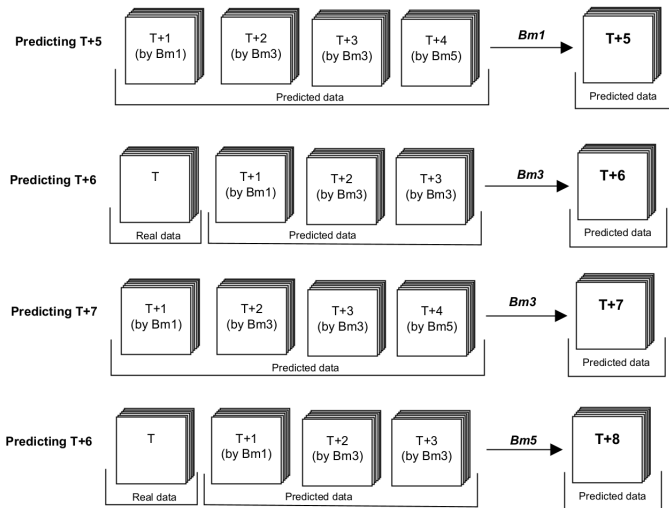 Predicting T+5
T+1
(by Bm1)
T+2
(by Bm3)
T+3
(by Bm3)
T+4
(by Bm5)
Bm1
T+5
Predicted data
Predicted data
Predicting T+6
T
T+1
(by Bm1)
T+2
(by Bm3)
T+3
(by Bm3)
Bm3
T+6
Real data
Predicted data
Predicted data
Predicting T+7
T+1
(by Bm1)
T+2
(by Bm3)
T+3
(by Bm3)
T+4
(by Bm5)
Bm3
T+7
Predicted data
Predicted data
Predicting T+6
T
T+1
(by Bm1)
T+2
(by Bm3)
T+3
(by Bm3)
Bm5
T+8
Real data
Predicted data
Predicted data